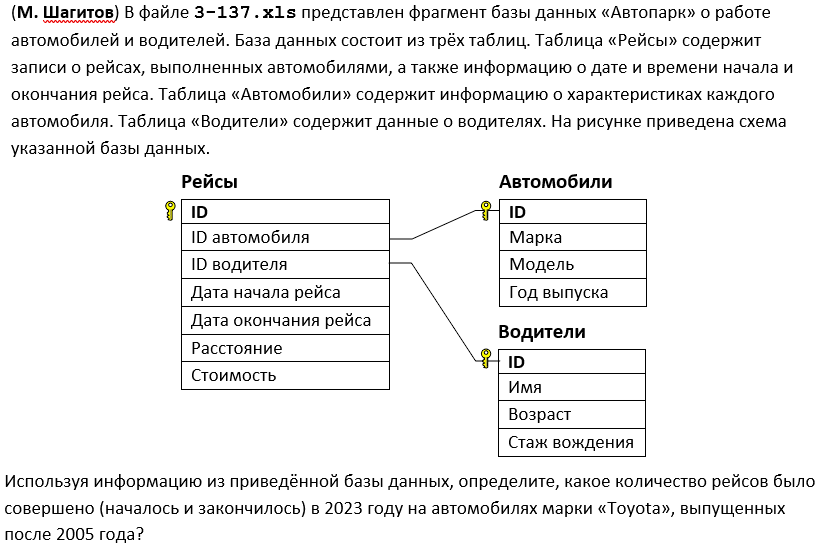 (М. Шагитов) В файле 3-137.xls представлен фрагмент базы данных «Автопарк» о работе
автомобилей и водителей. База данных состоит из трёх таблиц. Таблица «Рейсы» содержит
записи о рейсах, выполненных автомобилями, а также информацию о дате и времени начала и
окончания рейса. Таблица «Автомобили» содержит информацию о характеристиках каждого
автомобиля. Таблица «Водители» содержит данные о водителях. На рисунке приведена схема
указанной базы данных.
Рейсы
ID
ID автомобиля
ID водителя
Дата начала рейса
Дата окончания рейса
Расстояние
Стоимость
Автомобили
ID
Марка
Модель
Год выпуска
Водители
ID
Имя
Возраст
Стаж вождения
Используя информацию из приведённой базы данных, определите, какое количество рейсов было
совершено (началось и закончилось) в 2023 году на автомобилях марки «Toyota», выпущенных
после 2005 года?